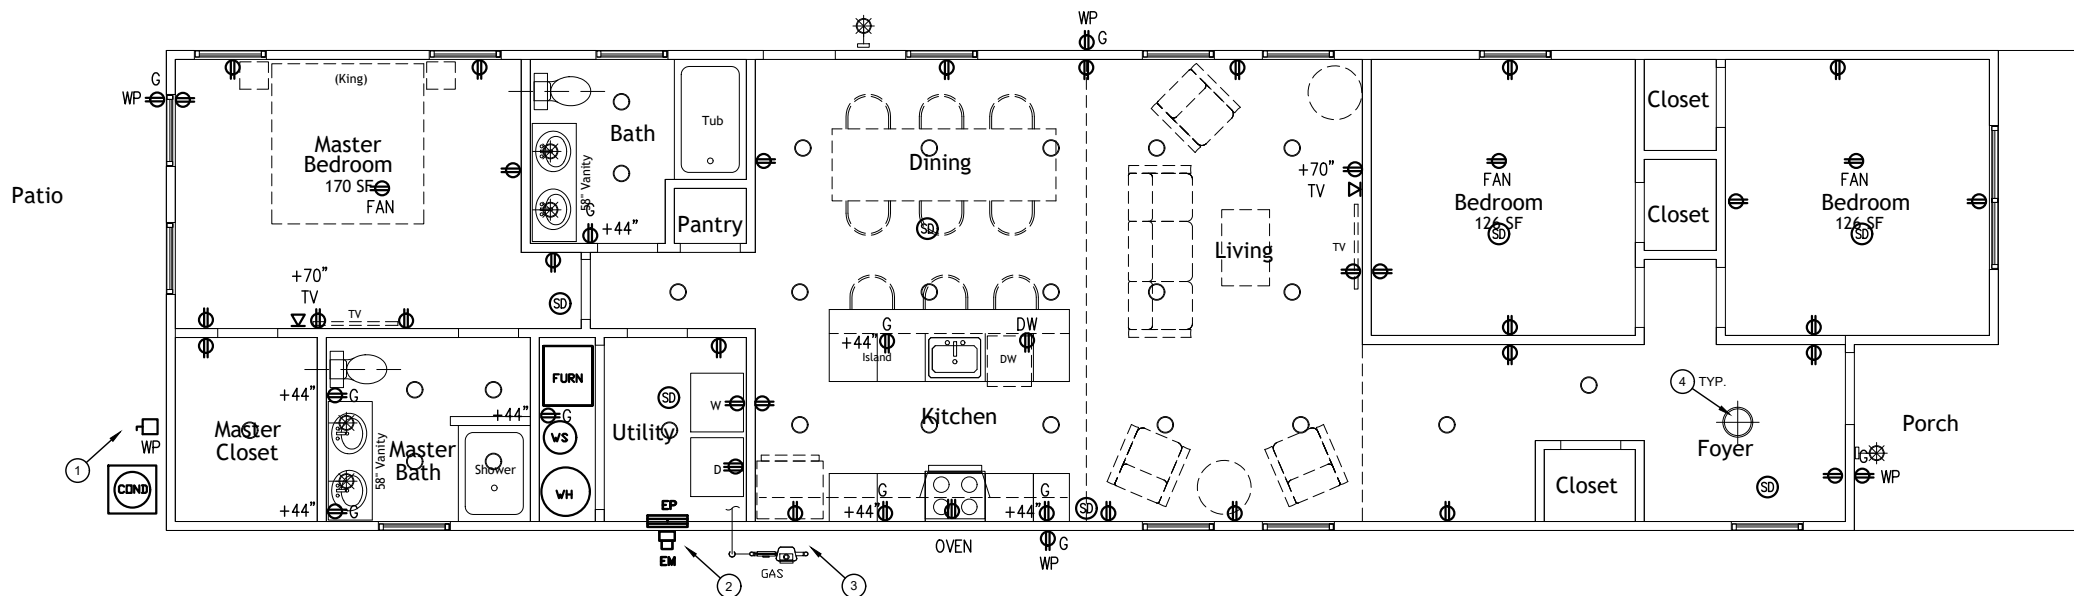 WP
G
G
WP
(King)
Master
Bedroom
170 SF
FAN
Patio
+70"
TV
TV
SD
Bath
Tub
58" Vanity
G
+44"
Pantry
Dining
SD
Living
+70"
TV
TV
FAN
Bedroom
126 SF
SD
Closet
Closet
FAN
Bedroom
126 SF
SD
G
+44"
Island
DW
DW
Kitchen
FURN
+44"
G
WS
WH
Utility
SD
W
D
+44"
G
Master
Closet
Master
Bath
58" Vanity
Shower
+44"
G
WP
1
COND
EP
EM
2
GAS
3
G
+44"
G
+44"
SD
OVEN
G
WP
4
TYP.
Foyer
Closet
SD
Porch
G
WP